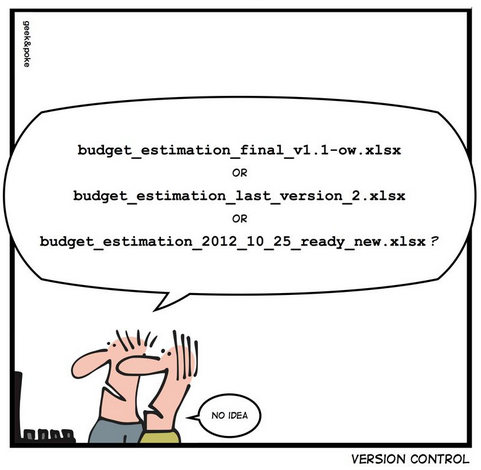 geek&poke
budget_estimation_final_v1.1-ow.xlsx
OR
budget_estimation_last_version_2.xlsx
OR
budget_estimation_2012_10_25_ready_new.xlsx?
NO IDEA
VERSION CONTROL